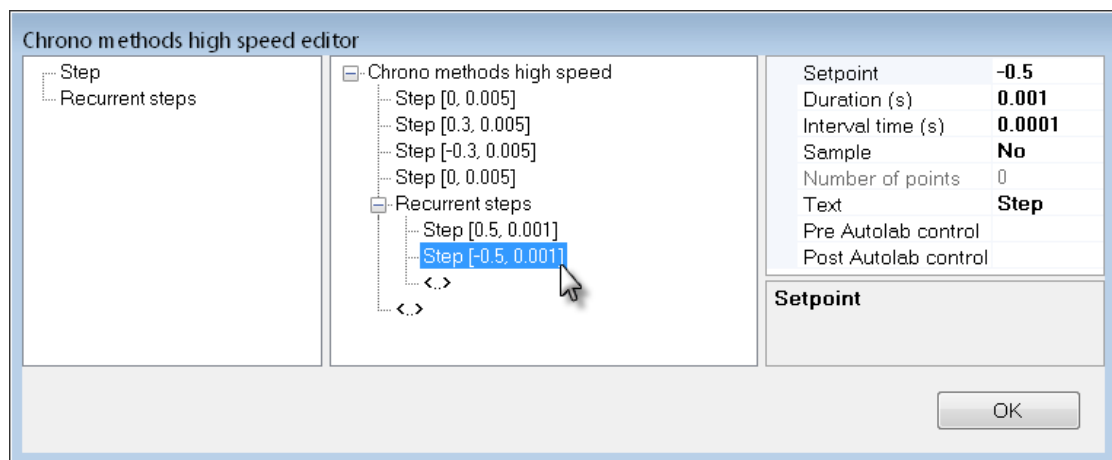 Chrono methods high speed editor
Step
Recurrent steps
Chrono methods high speed
Step [0, 0.005]
Step [0.3, 0.005]
Step [-0.3, 0.005]
Step [0, 0.005]
Recurrent steps
Step [0.5, 0.001]
Step [-0.5, 0.001]
<..>
<..>
Setpoint -0.5
Duration (s) 0.001
Interval time (s) 0.0001
Sample No
Number of points 0
Text Step
Pre Autolab control
Post Autolab control
Setpoint
OK